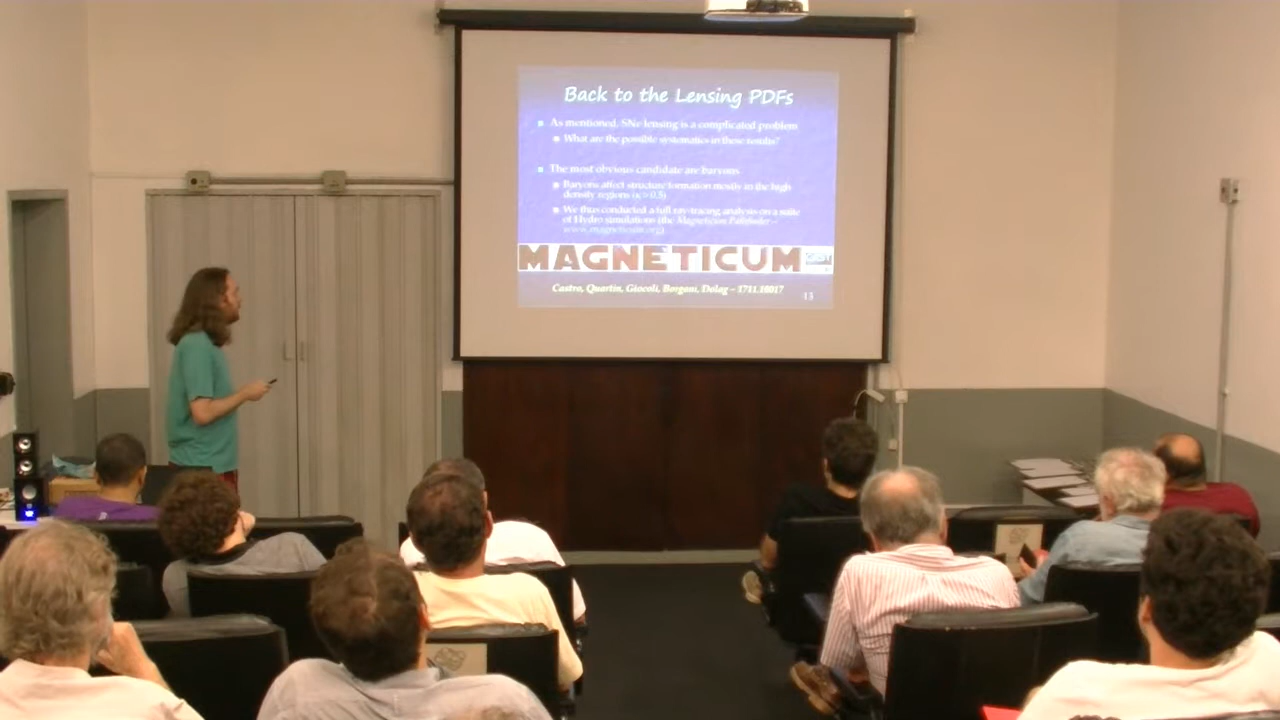 Back to the Lensing PDFs
As mentioned, SNe lensing is a complicated problem
What are the possible systematics in these results?
The most obvious candidate are baryons
Baryons affect structure formation mostly in the high
density regions (κ > 0.5)
We thus conducted a full ray-tracing analysis on a suite
of Hydro simulations (the Magneticum Pathfinder –
www.magneticum.org)
MAGNETICUM
Castro, Quartin, Giocoli, Borgani, Dolag – 1711.10017
13